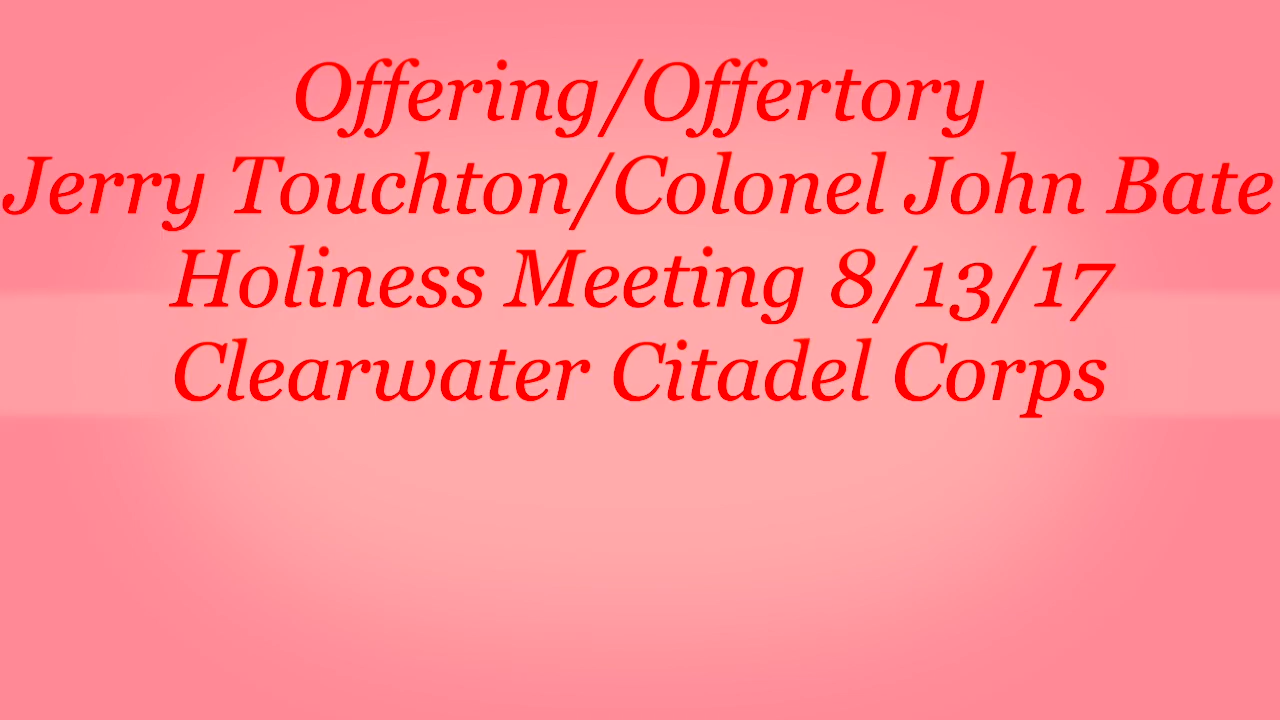 Offering/Offertory
Jerry Touchton/Colonel John Bate
Holiness Meeting 8/13/17
Clearwater Citadel Corps